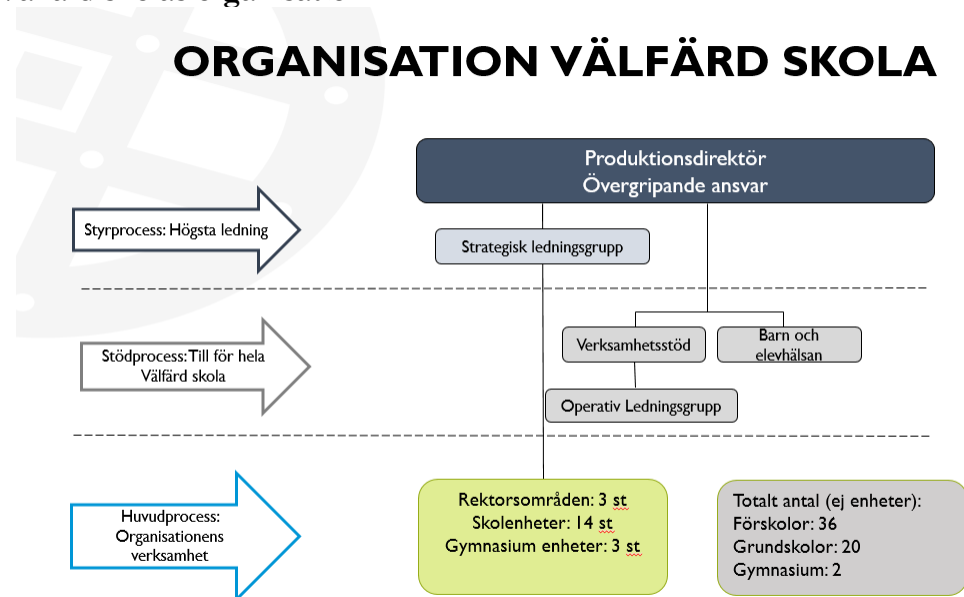 ORGANISATION VÄLFÄRD SKOLA
Produktionsdirektör
Övergripande ansvar
Styrprocess: Högsta ledning
Strategisk ledningsgrupp
Stödprocess: Till för hela
Välfärd skola
Verksamhetsstöd
Barn och
elevhälsan
Operativ Ledningsgrupp
Huvudprocess:
Organisationens
verksamhet
Rektorsområden: 3 st
Skolenheter: 14 st
Gymnasium enheter: 3 st
Totalt antal (ej enheter):
Förskolor: 36
Grundskolor: 20
Gymnasium: 2